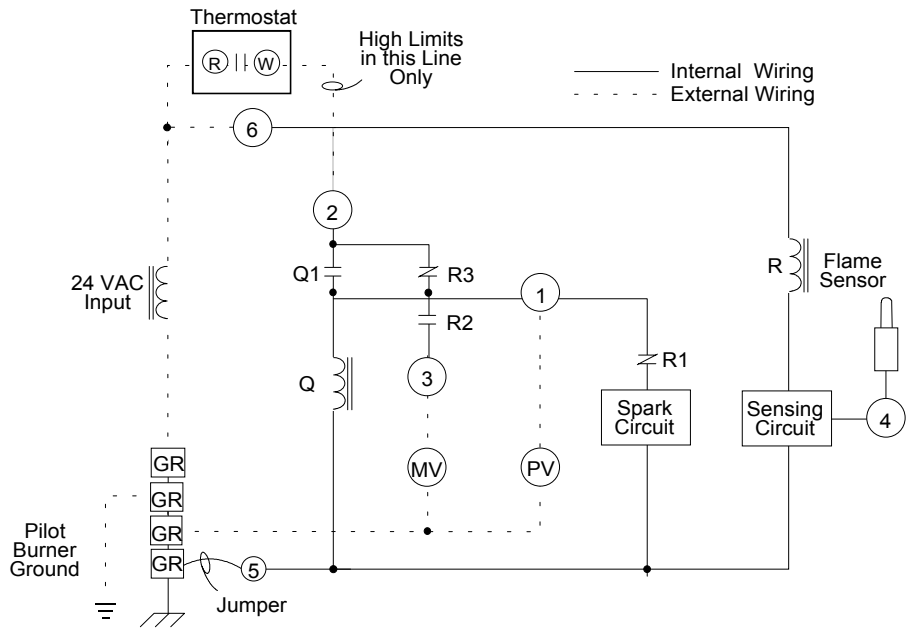 Thermostat
R
W
High Limits
in this Line
Only
Internal Wiring
External Wiring
6
2
24 VAC
Input
Q1
R3
1
R2
R
Flame
Sensor
Q
3
R1
Spark
Circuit
Sensing
Circuit
4
MV
PV
GR
GR
GR
GR
Pilot
Burner
Ground
5
Jumper